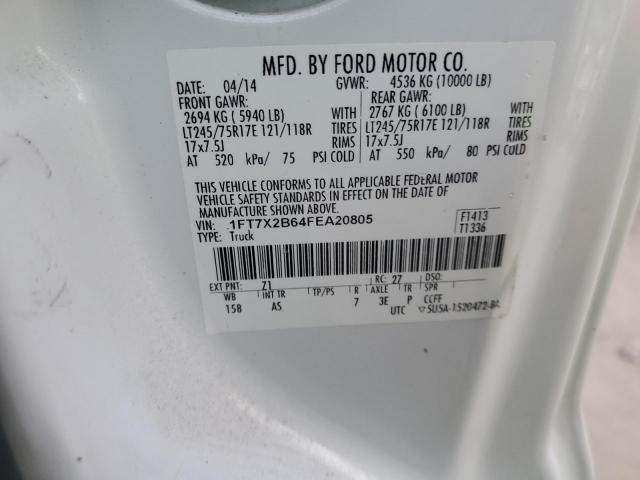 MFD. BY FORD MOTOR CO.
DATE: 04/14 GVWR: 4536 KG (10000 LB)
FRONT GAWR: REAR GAWR:
2694 KG (5940 LB) WITH 2767 KG (6100 LB) WITH
LT245/75R17E 121/118R TIRES LT245/75R17E 121/118R TIRES
17x7.5J RIMS 17x7.5J RIMS
AT 520 kPa/ 75 PSI COLD AT 550 kPa/ 80 PSI COLD
THIS VEHICLE CONFORMS TO ALL APPLICABLE FEDERAL MOTOR
VEHICLE SAFETY STANDARDS IN EFFECT ON THE DATE OF
MANUFACTURE SHOWN ABOVE.
VIN: 1FT7X2B64FEA20805 F1413
TYPE: Truck T1336
EXT PNT: Z1 RC: 27 DSO:
WB INT TR TP/PS R AXLE TR SPR
15B AS 7 3E P CCFF
UTC ▽5USA-1520472-BA